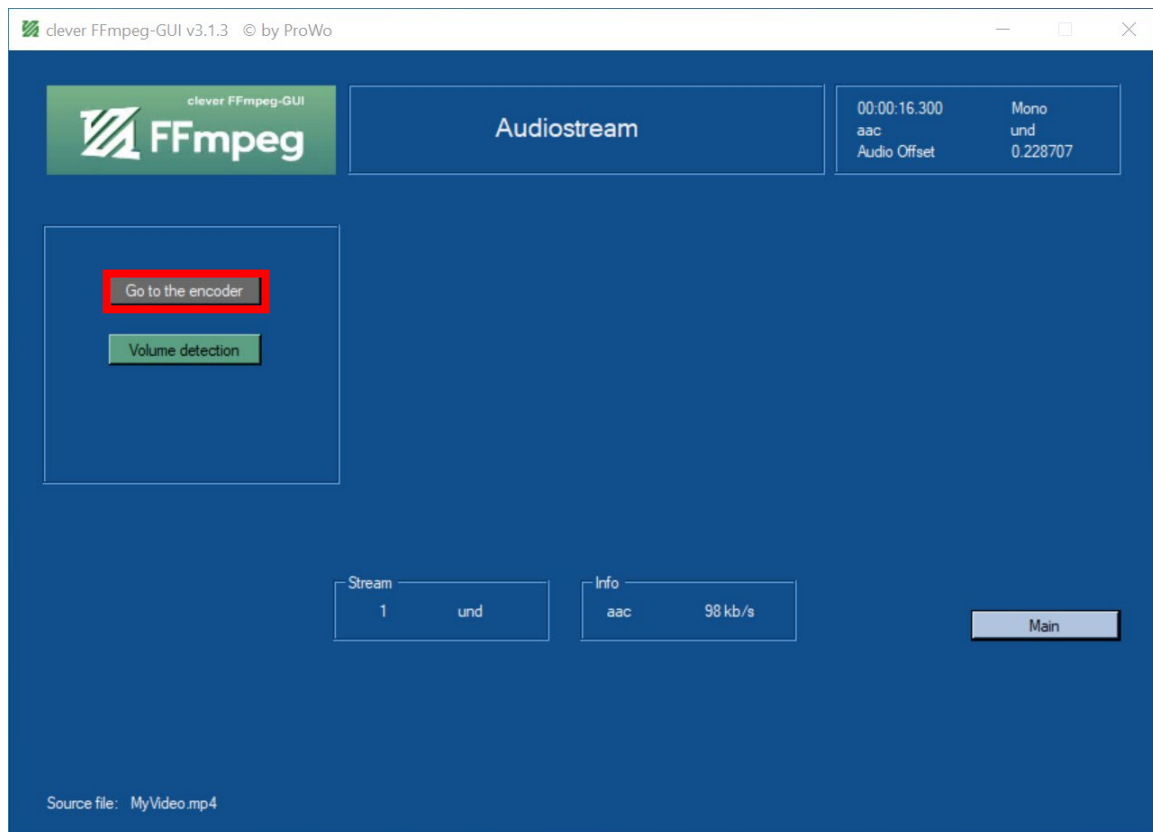 clever FFmpeg-GUI v3.1.3 © by ProWo
clever FFmpeg-GUI
FFmpeg
Audiostream
00:00:16.300 Mono
aac und
Audio Offset 0.228707
Go to the encoder
Volume detection
Stream
1 und
Info
aac 98 kb/s
Main
Source file: MyVideo.mp4